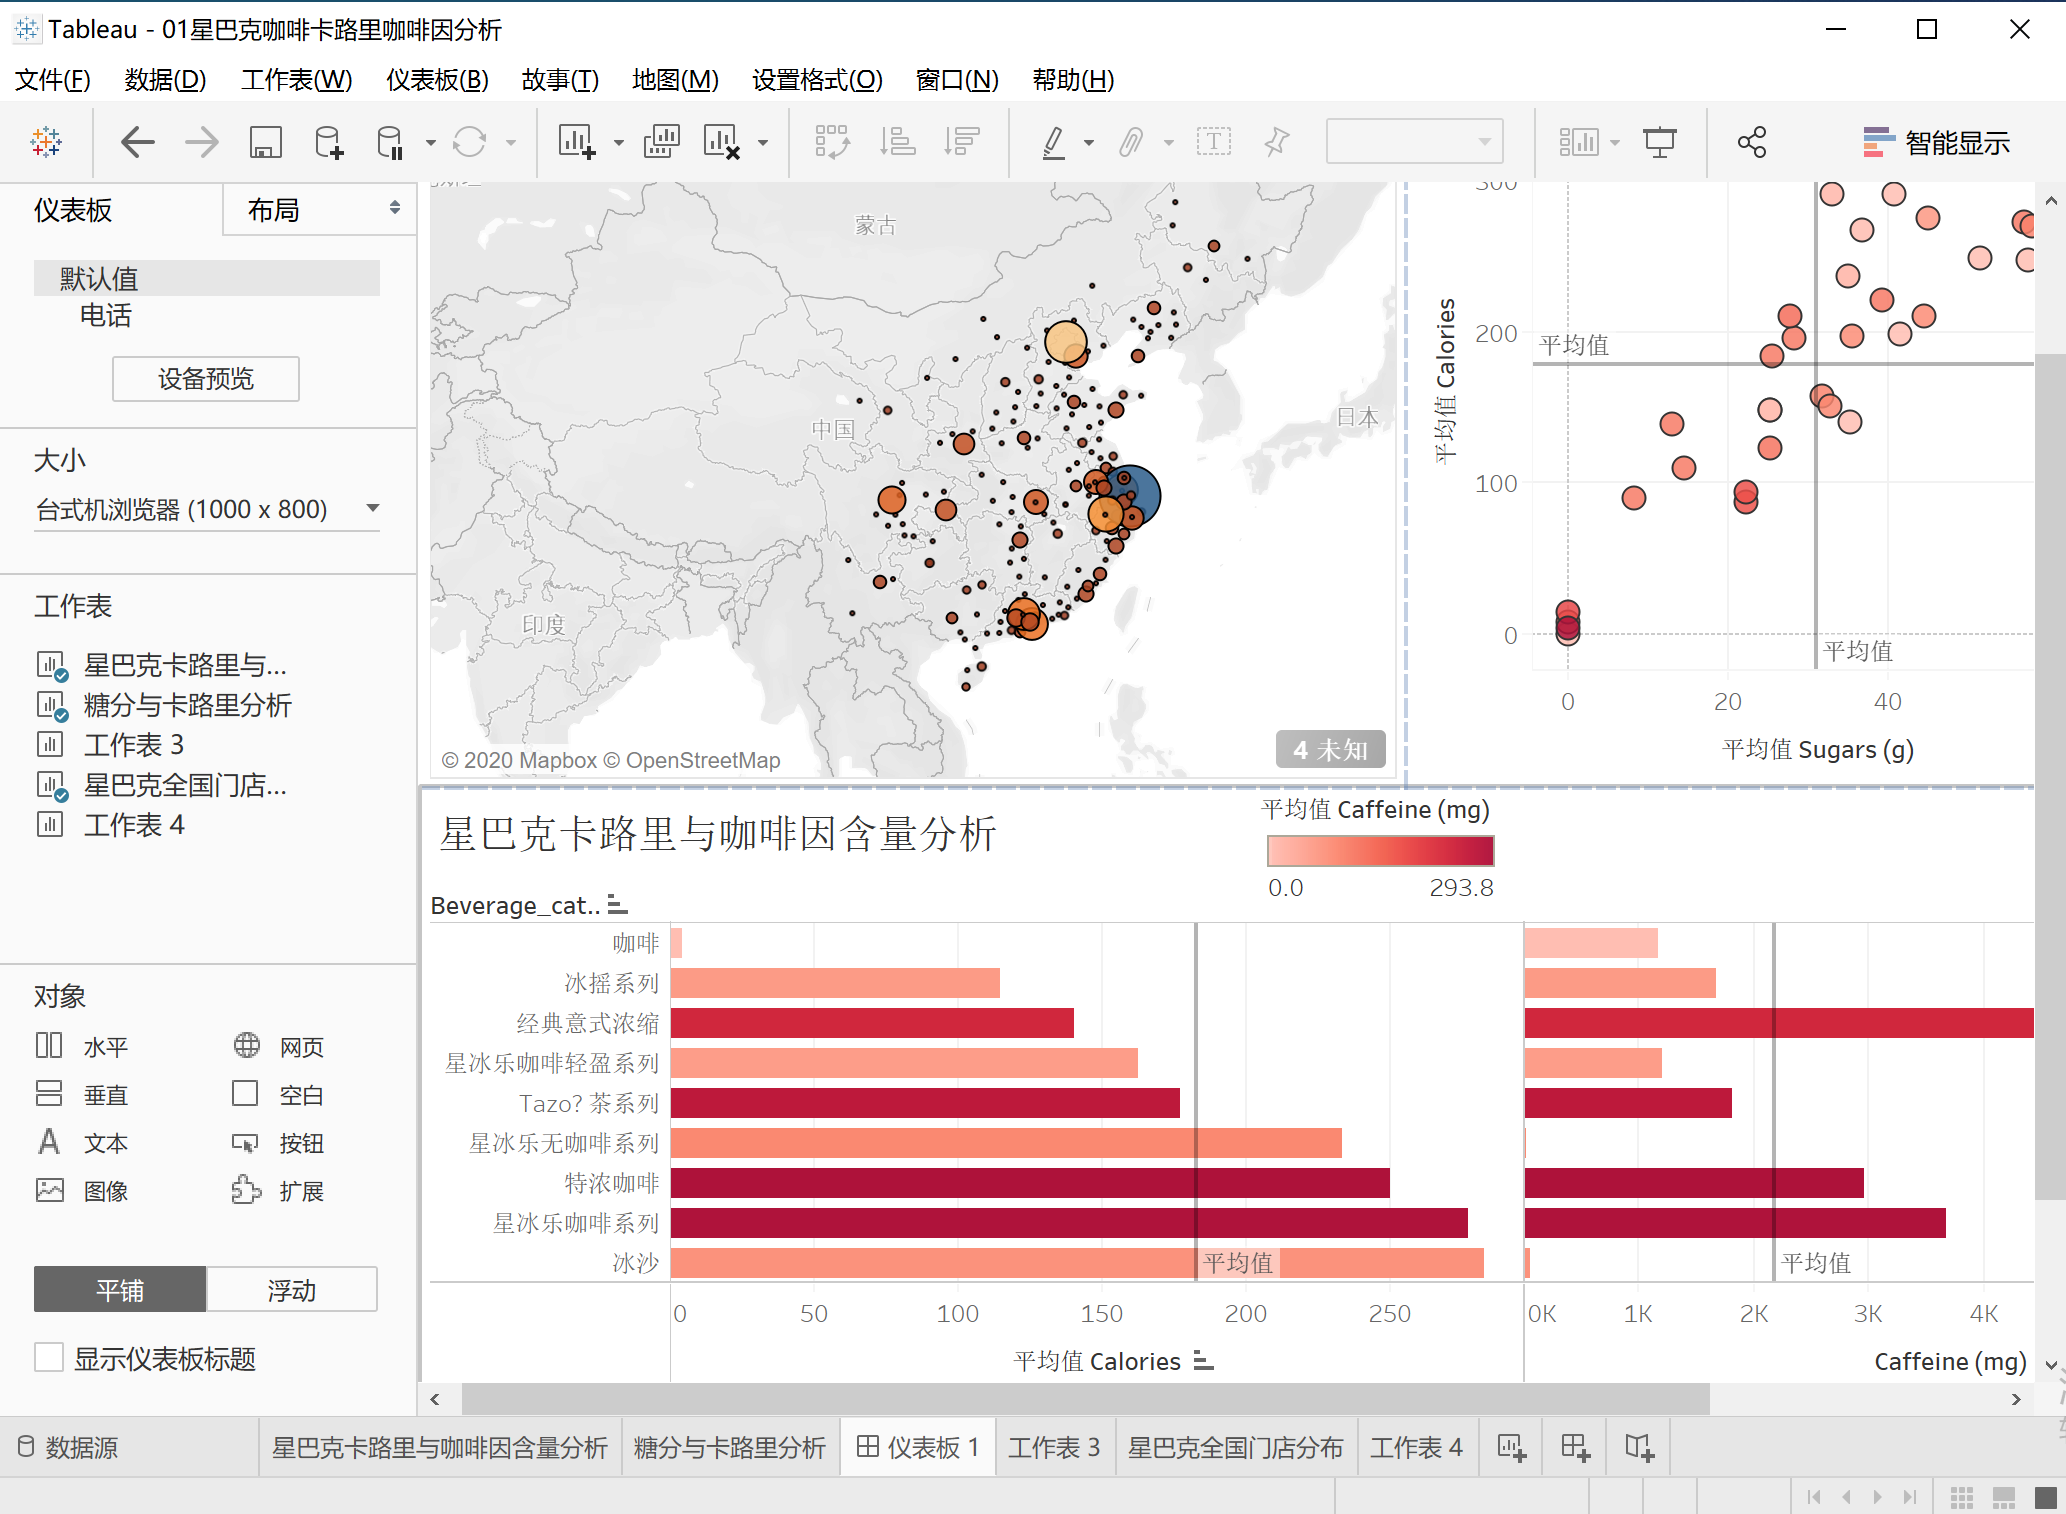 Tableau - 01星巴克咖啡卡路里咖啡因分析
文件(F) 数据(D) 工作表(W) 仪表板(B) 故事(T) 地图(M) 设置格式(O) 窗口(N) 帮助(H)
智能显示
仪表板 布局
默认值
电话
设备预览
大小
台式机浏览器 (1000 x 800)
工作表
星巴克卡路里与...
糖分与卡路里分析
工作表 3
星巴克全国门店...
工作表 4
对象
水平 网页
垂直 空白
文本 按钮
图像 扩展
平铺 浮动
显示仪表板标题
蒙古
中国
日本
印度
© 2020 Mapbox © OpenStreetMap
4 未知
平均值 Calories
300
200
100
0
平均值
平均值
0 20 40
平均值 Sugars (g)
星巴克卡路里与咖啡因含量分析
平均值 Caffeine (mg)
0.0 293.8
Beverage_cat..
咖啡
冰摇系列
经典意式浓缩
星冰乐咖啡轻盈系列
Tazo? 茶系列
星冰乐无咖啡系列
特浓咖啡
星冰乐咖啡系列
冰沙
平均值 平均值
0 50 100 150 200 250 0K 1K 2K 3K 4K
平均值 Calories Caffeine (mg)
数据源 星巴克卡路里与咖啡因含量分析 糖分与卡路里分析 仪表板 1 工作表 3 星巴克全国门店分布 工作表 4